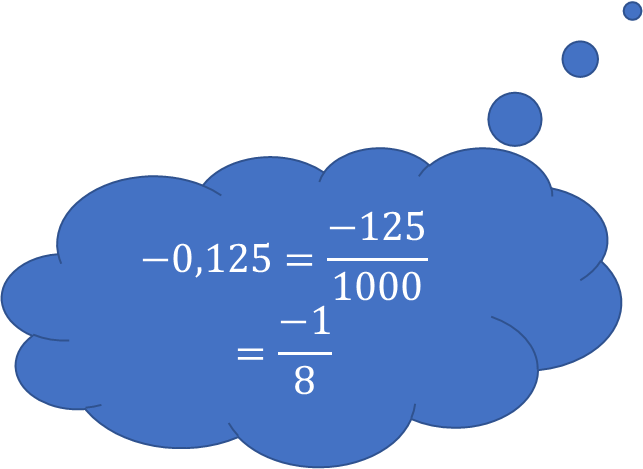 −0,125 = −125/1000
= −1/8